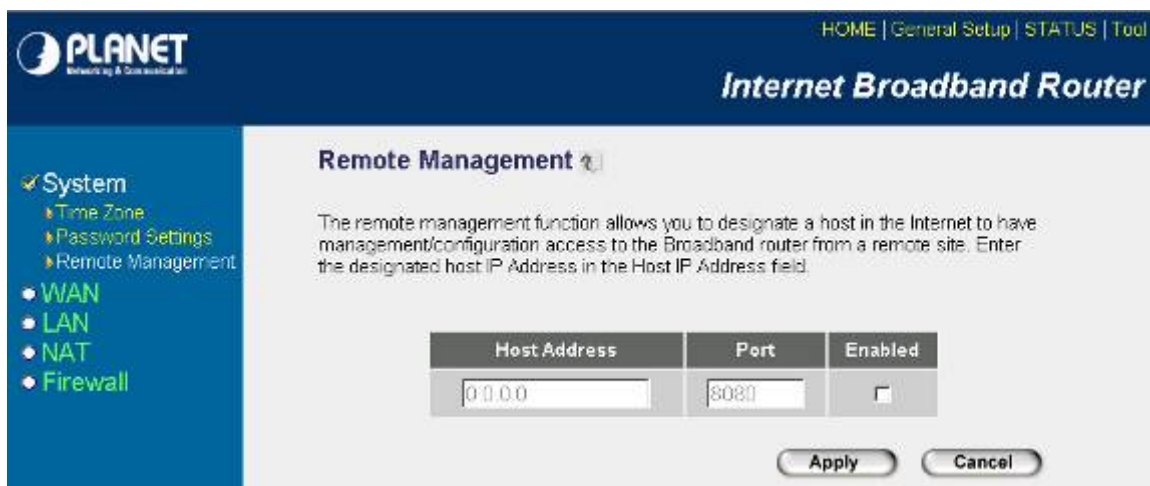 PLANET
Networking & Communication
HOME | General Setup | STATUS | Tool
Internet Broadband Router
System
Time Zone
Password Settings
Remote Management
WAN
LAN
NAT
Firewall
Remote Management
The remote management function allows you to designate a host in the Internet to have
management/configuration access to the Broadband router from a remote site. Enter
the designated host IP Address in the Host IP Address field.
Host Address Port Enabled
0.0.0.0 8080
Apply Cancel